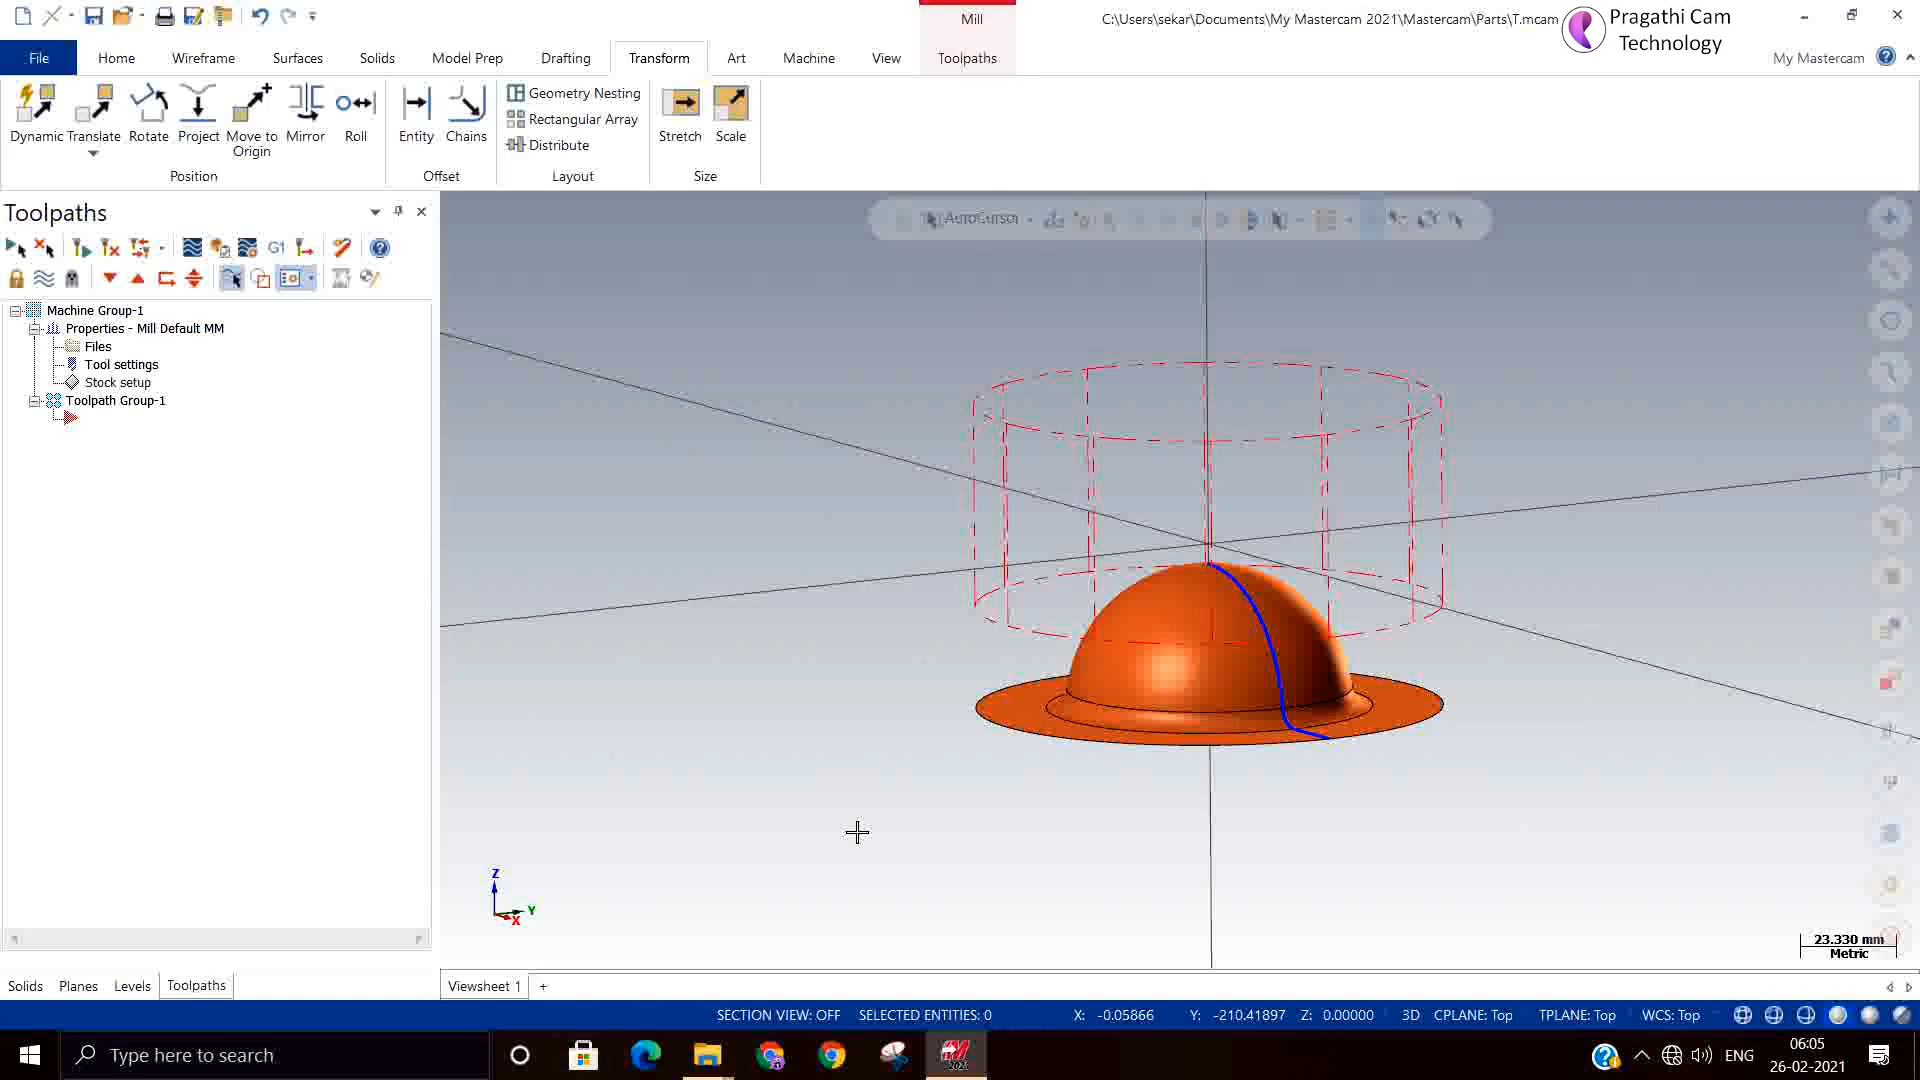 Mill
C:\Users\sekar\Documents\My Mastercam 2021\Mastercam\Parts\T.mcam
Pragathi Cam
Technology
File
Home
Wireframe
Surfaces
Solids
Model Prep
Drafting
Transform
Art
Machine
View
Toolpaths
My Mastercam
Dynamic
Translate
Rotate
Project
Move to
Origin
Mirror
Roll
Position
Entity
Chains
Offset
Geometry Nesting
Rectangular Array
Distribute
Layout
Stretch
Scale
Size
Toolpaths
G1
AutoCursor
Machine Group-1
Properties - Mill Default MM
Files
Tool settings
Stock setup
Toolpath Group-1
Z
Y
X
23.330 mm
Metric
Solids
Planes
Levels
Toolpaths
Viewsheet 1
+
SECTION VIEW: OFF
SELECTED ENTITIES: 0
X: -0.05866
Y: -210.41897
Z: 0.00000
3D
CPLANE: Top
TPLANE: Top
WCS: Top
Type here to search
2021
ENG
06:05
26-02-2021